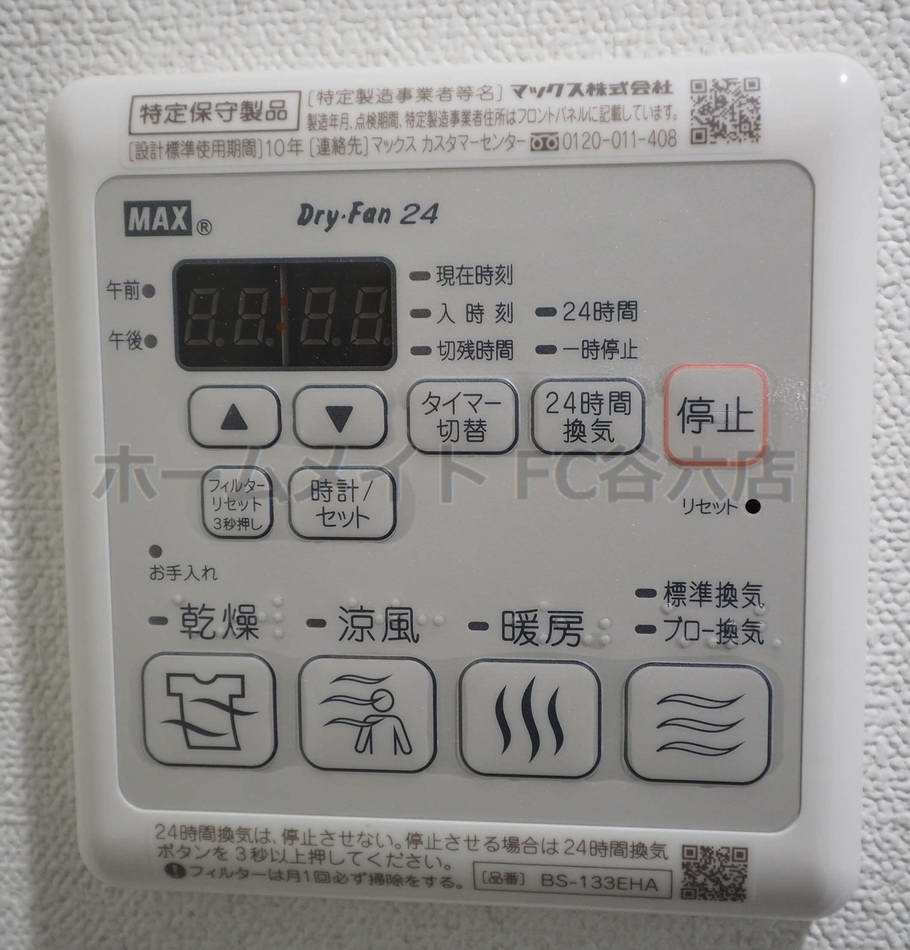 特定保守製品 [特定製造事業者等名] マックス株式会社
製造年月、点検期間、特定製造事業者住所はフロントパネルに記載しています。
[設計標準使用期間]10年 [連絡先]マックス カスタマーセンター 0120-011-408
MAX® Dry・Fan 24
午前
現在時刻
入時刻 24時間
午後
切残時間 一時停止
▲ ▼
タイマー
切替
24時間
換気
停止
ホームメイト FC谷六店
フィルター
リセット
3秒押し
時計/
セット
リセット
お手入れ
乾燥 涼風 暖房
標準換気
ブロー換気
24時間換気は、停止させない。停止させる場合は24時間換気
ボタンを3秒以上押してください。
フィルターは月1回必ず掃除をする。 [品番] BS-133EHA